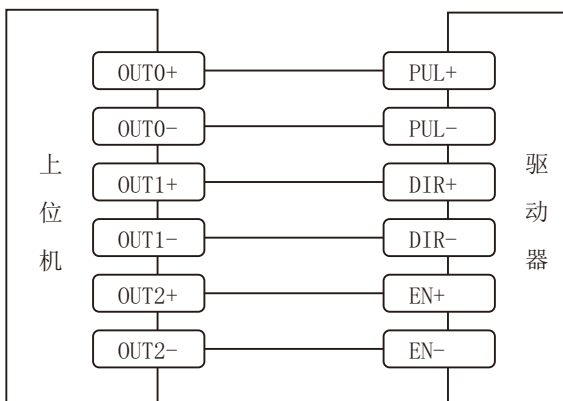 上位机
OUT0+
OUT0-
OUT1+
OUT1-
OUT2+
OUT2-
PUL+
PUL-
DIR+
DIR-
EN+
EN-
驱动器